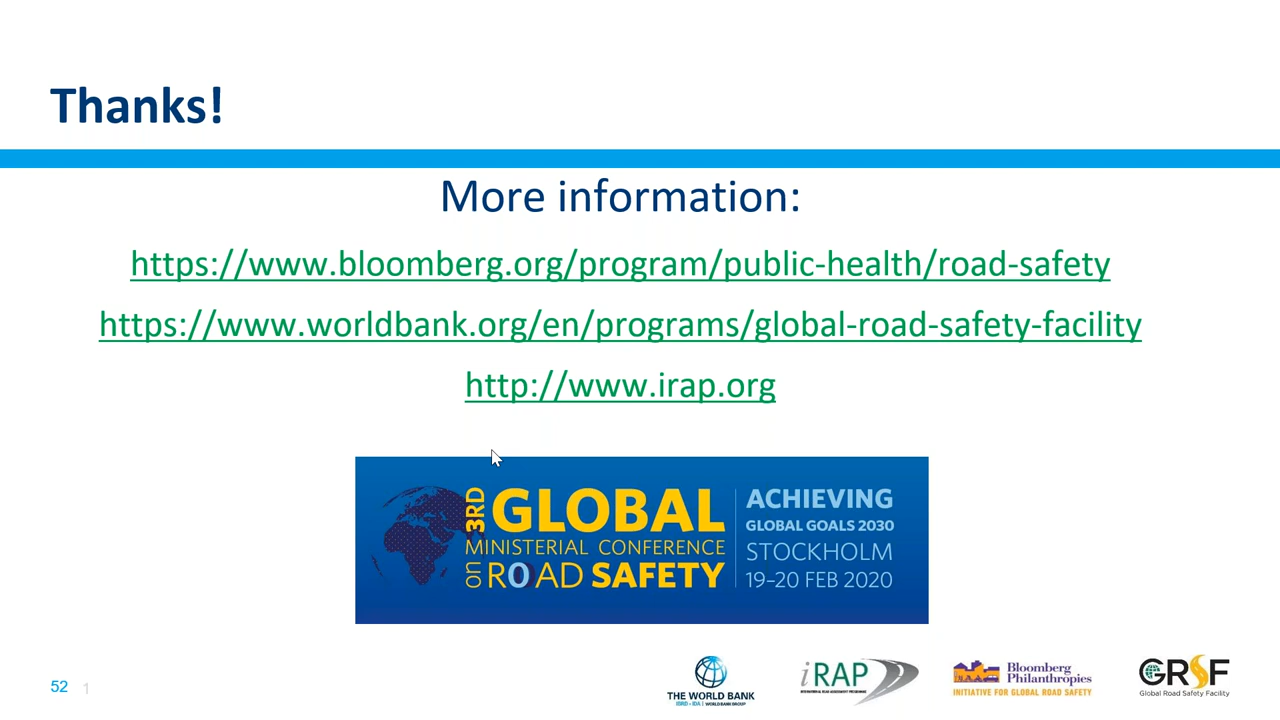 Thanks!
More information:
https://www.bloomberg.org/program/public-health/road-safety
https://www.worldbank.org/en/programs/global-road-safety-facility
http://www.irap.org
3RD GLOBAL
MINISTERIAL CONFERENCE
on ROAD SAFETY
ACHIEVING
GLOBAL GOALS 2030
STOCKHOLM
19–20 FEB 2020
52 1
THE WORLD BANK
IBRD • IDA | WORLD BANK GROUP
iRAP
INTERNATIONAL ROAD ASSESSMENT PROGRAMME
Bloomberg
Philanthropies
INITIATIVE FOR GLOBAL ROAD SAFETY
GRSF
Global Road Safety Facility